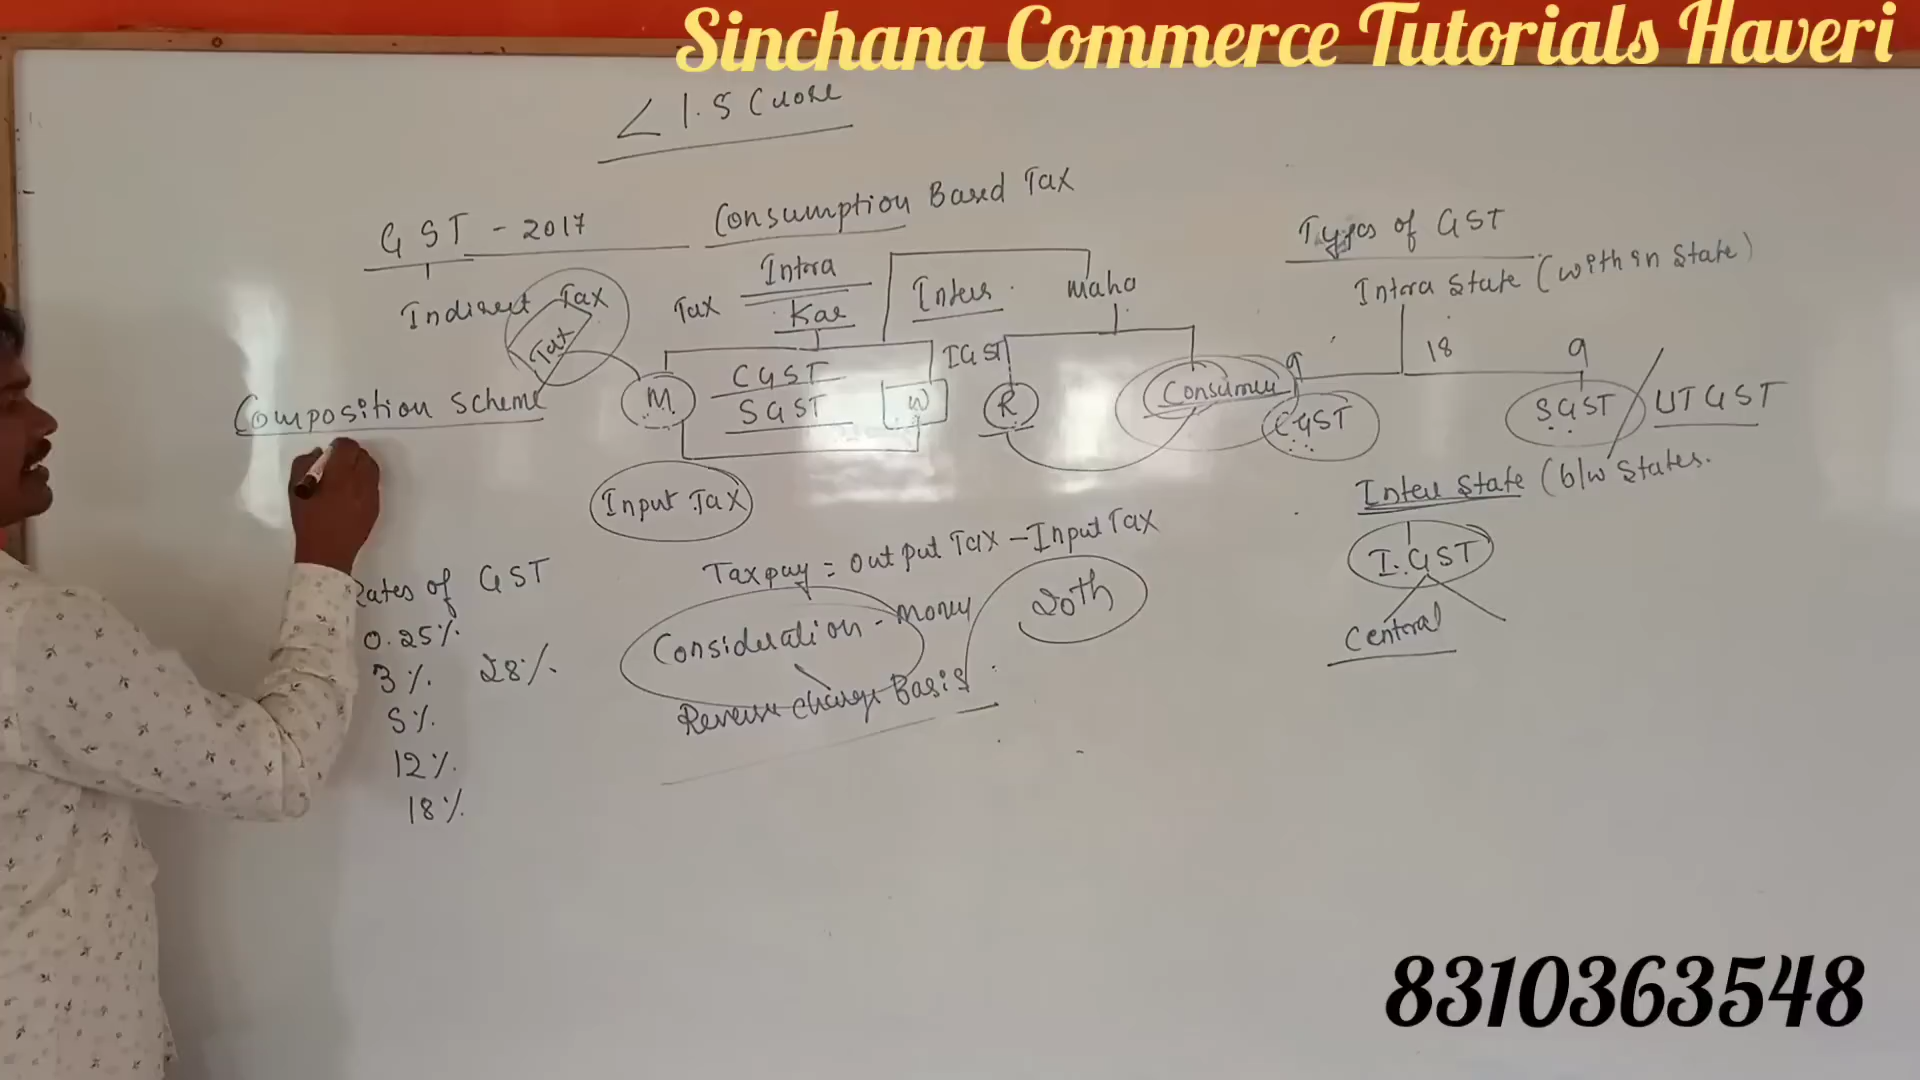 Sinchana Commerce Tutorials Haveri
< 1.5 Crore
GST - 2017
Consumption Based Tax
Indirect Tax
Tax
Composition Scheme
Tax
Intra
Kar
Inter
Maha
M
CGST
SGST
W
IGST
R
Consumer
Input Tax
Types of GST
Intra State (within State)
18
9
9
CGST
SGST
UTGST
Inter State (b/w States.
I.GST
Central
Rates of GST
0.25%
3%
28%
5%
12%
18%
Taxpay = Output Tax - Input Tax
Consideration - Money
20th
Reverse Charge Basis
8310363548